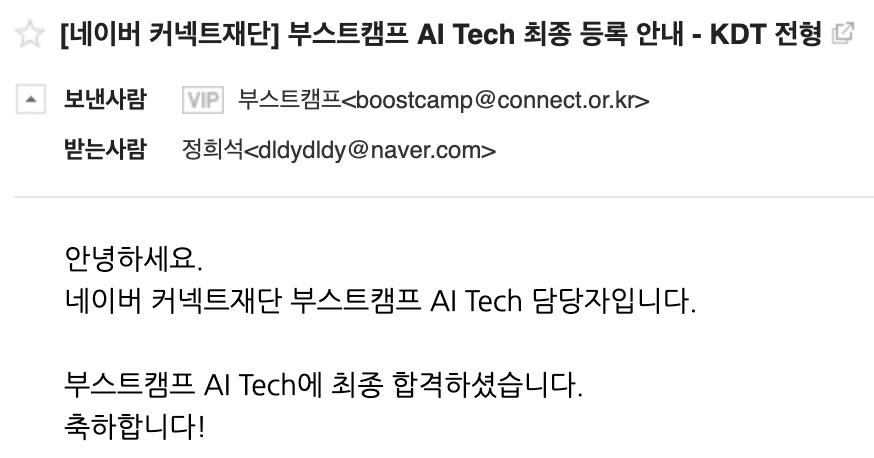 [네이버 커넥트재단] 부스트캠프 AI Tech 최종 등록 안내 - KDT 전형
보낸사람 VIP 부스트캠프<boostcamp@connect.or.kr>
받는사람 정희석<dldydldy@naver.com>
안녕하세요.
네이버 커넥트재단 부스트캠프 AI Tech 담당자입니다.
부스트캠프 AI Tech에 최종 합격하셨습니다.
축하합니다!